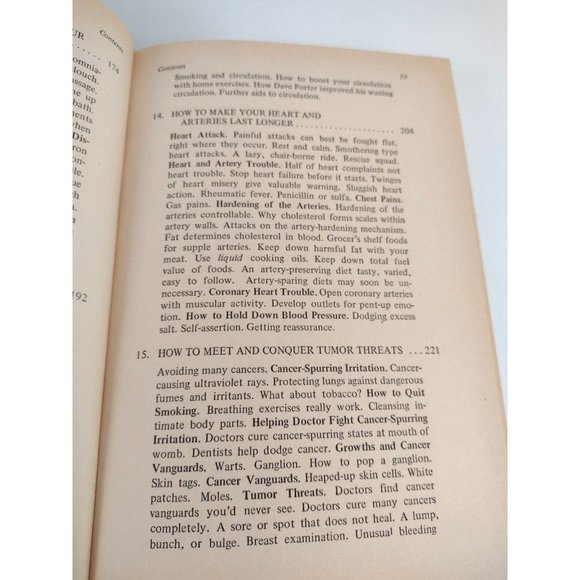 UR
Contents
174
omnia-
Houch.
ssage.
me up
bath.
ments
when
Dis-
ron
ck-
ch
a
192
Contents
19
Smoking and circulation. How to boost your circulation
with home exercises. How Dave Porter improved his waning
circulation. Further aids to circulation.
14. HOW TO MAKE YOUR HEART AND
ARTERIES LAST LONGER .................... 204
Heart Attack. Painful attacks can best be fought flat,
right where they occur. Rest and calm. Smothering type
heart attacks. A lazy, chair-borne ride. Rescue squad.
Heart and Artery Trouble. Half of heart complaints not
heart trouble. Stop heart failure before it starts. Twinges
of heart misery give valuable warning. Sluggish heart
action. Rheumatic fever. Penicillin or sulfa. Chest Pains.
Gas pains. Hardening of the Arteries. Hardening of the
arteries controllable. Why cholesterol forms scales within
artery walls. Attacks on the artery-hardening mechanism.
Fat determines cholesterol in blood. Grocer's shelf foods
for supple arteries. Keep down harmful fat with your
meat. Use liquid cooking oils. Keep down total fuel
value of foods. An artery-preserving diet tasty, varied,
easy to follow. Artery-sparing diets may soon be un-
necessary. Coronary Heart Trouble. Open coronary arteries
with muscular activity. Develop outlets for pent-up emo-
tion. How to Hold Down Blood Pressure. Dodging excess
salt. Self-assertion. Getting reassurance.
15. HOW TO MEET AND CONQUER TUMOR THREATS ...221
Avoiding many cancers. Cancer-Spurring Irritation. Cancer-
causing ultraviolet rays. Protecting lungs against dangerous
fumes and irritants. What about tobacco? How to Quit
Smoking. Breathing exercises really work. Cleansing in-
timate body parts. Helping Doctor Fight Cancer-Spurring
Irritation. Doctors cure cancer-spurring states at mouth of
womb. Dentists help dodge cancer. Growths and Cancer
Vanguards. Warts. Ganglion. How to pop a ganglion.
Skin tags. Cancer Vanguards. Heaped-up skin cells. White
patches. Moles. Tumor Threats. Doctors find cancer
vanguards you'd never see. Doctors cure many cancers
completely. A sore or spot that does not heal. A lump,
bunch, or bulge. Breast examination. Unusual bleeding